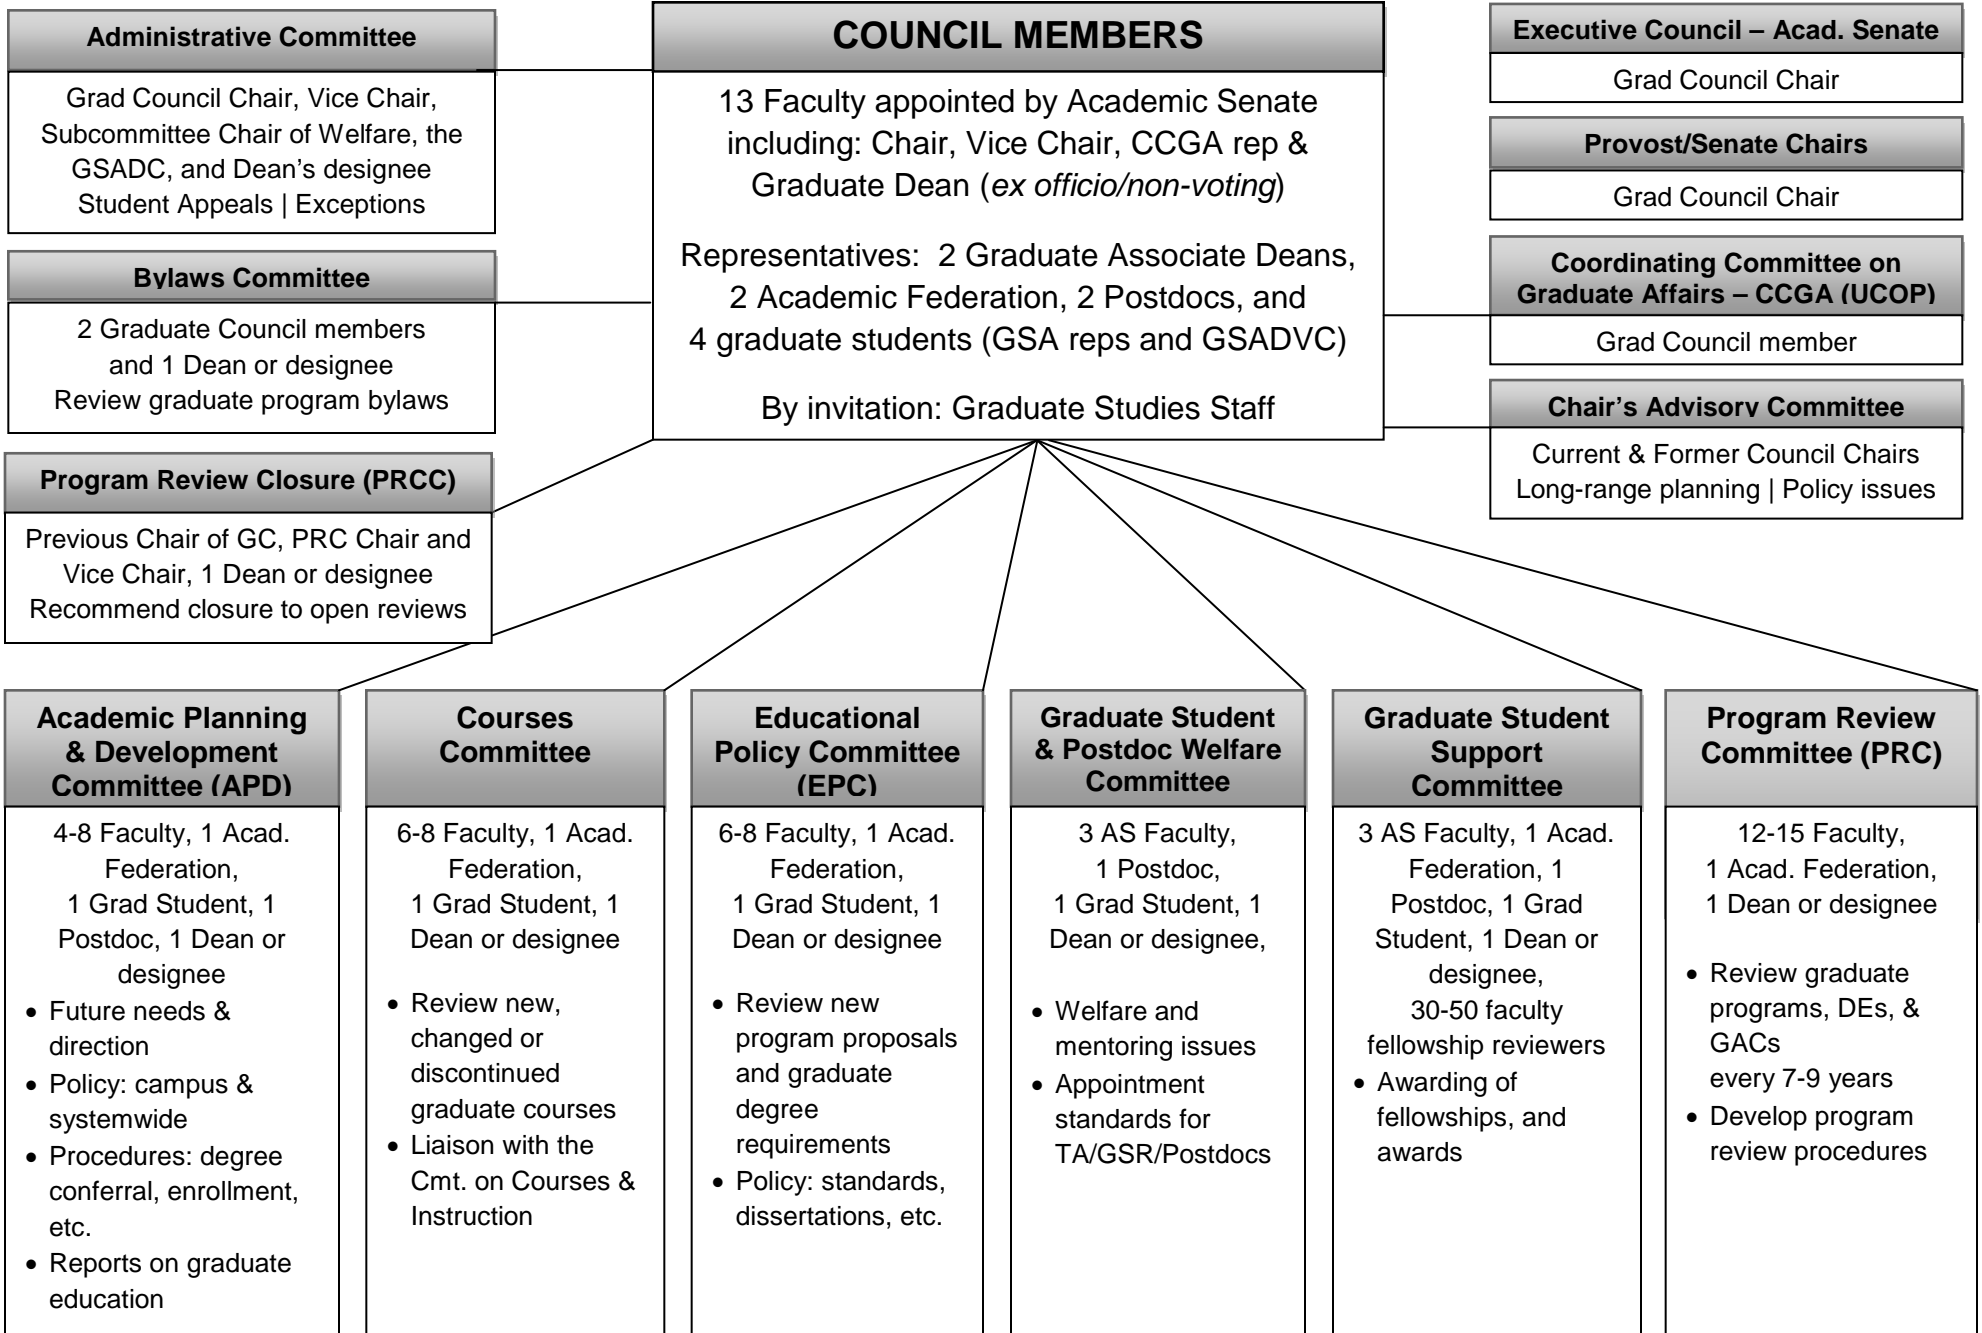 Administrative Committee
Grad Council Chair, Vice Chair,
Subcommittee Chair of Welfare, the
GSADC, and Dean’s designee
Student Appeals | Exceptions
Bylaws Committee
2 Graduate Council members
and 1 Dean or designee
Review graduate program bylaws
Program Review Closure (PRCC)
Previous Chair of GC, PRC Chair and
Vice Chair, 1 Dean or designee
Recommend closure to open reviews
COUNCIL MEMBERS
13 Faculty appointed by Academic Senate
including: Chair, Vice Chair, CCGA rep &
Graduate Dean (ex officio/non-voting)
Representatives: 2 Graduate Associate Deans,
2 Academic Federation, 2 Postdocs, and
4 graduate students (GSA reps and GSADVC)
By invitation: Graduate Studies Staff
Executive Council – Acad. Senate
Grad Council Chair
Provost/Senate Chairs
Grad Council Chair
Coordinating Committee on
Graduate Affairs – CCGA (UCOP)
Grad Council member
Chair’s Advisory Committee
Current & Former Council Chairs
Long-range planning | Policy issues
Academic Planning
& Development
Committee (APD)
4-8 Faculty, 1 Acad.
Federation,
1 Grad Student, 1
Postdoc, 1 Dean or
designee
• Future needs &
direction
• Policy: campus &
systemwide
• Procedures: degree
conferral, enrollment,
etc.
• Reports on graduate
education
Courses
Committee
6-8 Faculty, 1 Acad.
Federation,
1 Grad Student, 1
Dean or designee
• Review new,
changed or
discontinued
graduate courses
• Liaison with the
Cmt. on Courses &
Instruction
Educational
Policy Committee
(EPC)
6-8 Faculty, 1 Acad.
Federation,
1 Grad Student, 1
Dean or designee
• Review new
program proposals
and graduate
degree
requirements
• Policy: standards,
dissertations, etc.
Graduate Student
& Postdoc Welfare
Committee
3 AS Faculty,
1 Postdoc,
1 Grad Student, 1
Dean or designee,
• Welfare and
mentoring issues
• Appointment
standards for
TA/GSR/Postdocs
Graduate Student
Support
Committee
3 AS Faculty, 1 Acad.
Federation, 1
Postdoc, 1 Grad
Student, 1 Dean or
designee,
30-50 faculty
fellowship reviewers
• Awarding of
fellowships, and
awards
Program Review
Committee (PRC)
12-15 Faculty,
1 Acad. Federation,
1 Dean or designee
• Review graduate
programs, DEs, &
GACs
every 7-9 years
• Develop program
review procedures